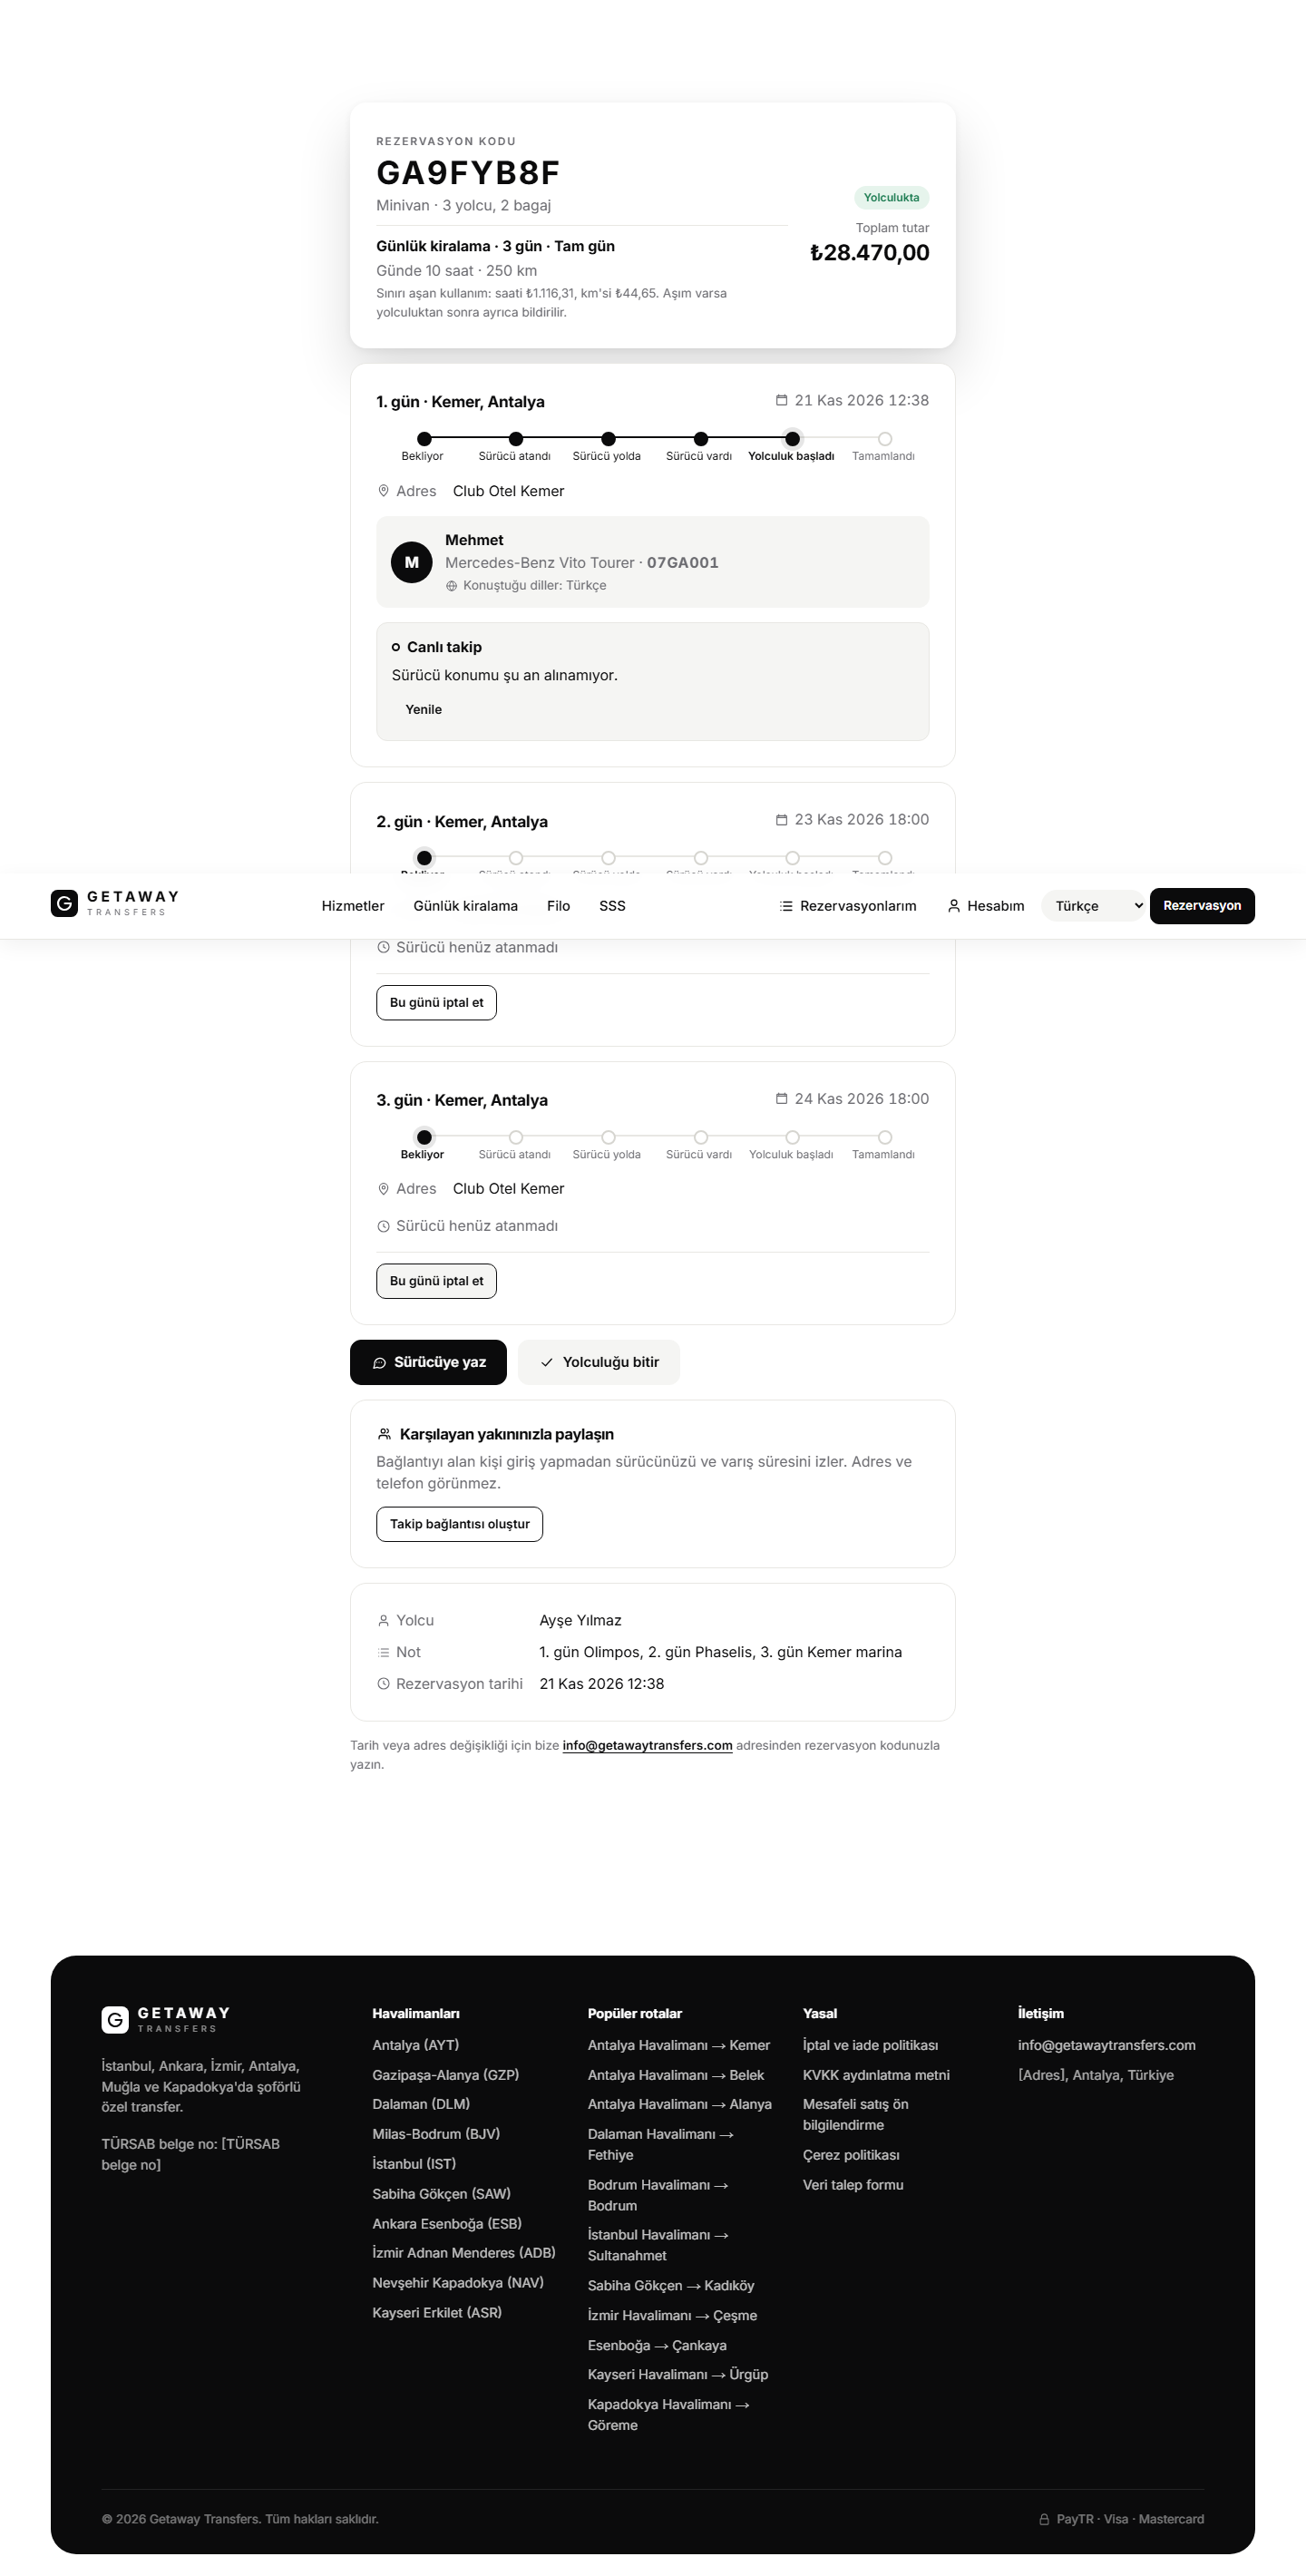 REZERVASYON KODU
GA9FYB8F
Minivan · 3 yolcu, 2 bagaj
Günlük kiralama · 3 gün · Tam gün
Günde 10 saat · 250 km
Sınırı aşan kullanım: saati ₺1.116,31, km'si ₺44,65. Aşım varsa
yolculuktan sonra ayrıca bildirilir.
Yolculukta
Toplam tutar
₺28.470,00
1. gün · Kemer, Antalya
21 Kas 2026 12:38
Bekliyor Sürücü atandı Sürücü yolda Sürücü vardı Yolculuk başladı Tamamlandı
Adres Club Otel Kemer
M
Mehmet
Mercedes-Benz Vito Tourer · 07GA001
Konuştuğu diller: Türkçe
Canlı takip
Sürücü konumu şu an alınamıyor.
Yenile
2. gün · Kemer, Antalya
23 Kas 2026 18:00
GETAWAY
TRANSFERS
Hizmetler Günlük kiralama Filo SSS
Rezervasyonlarım Hesabım Türkçe Rezervasyon
Sürücü henüz atanmadı
Bu günü iptal et
3. gün · Kemer, Antalya
24 Kas 2026 18:00
Bekliyor Sürücü atandı Sürücü yolda Sürücü vardı Yolculuk başladı Tamamlandı
Adres Club Otel Kemer
Sürücü henüz atanmadı
Bu günü iptal et
Sürücüye yaz
Yolculuğu bitir
Karşılayan yakınınızla paylaşın
Bağlantıyı alan kişi giriş yapmadan sürücünüzü ve varış süresini izler. Adres ve
telefon görünmez.
Takip bağlantısı oluştur
Yolcu Ayşe Yılmaz
Not 1. gün Olimpos, 2. gün Phaselis, 3. gün Kemer marina
Rezervasyon tarihi 21 Kas 2026 12:38
Tarih veya adres değişikliği için bize info@getawaytransfers.com adresinden rezervasyon kodunuzla
yazın.
GETAWAY
TRANSFERS
İstanbul, Ankara, İzmir, Antalya,
Muğla ve Kapadokya'da şoförlü
özel transfer.
TÜRSAB belge no: [TÜRSAB
belge no]
Havalimanları
Antalya (AYT)
Gazipaşa-Alanya (GZP)
Dalaman (DLM)
Milas-Bodrum (BJV)
İstanbul (IST)
Sabiha Gökçen (SAW)
Ankara Esenboğa (ESB)
İzmir Adnan Menderes (ADB)
Nevşehir Kapadokya (NAV)
Kayseri Erkilet (ASR)
Popüler rotalar
Antalya Havalimanı → Kemer
Antalya Havalimanı → Belek
Antalya Havalimanı → Alanya
Dalaman Havalimanı →
Fethiye
Bodrum Havalimanı →
Bodrum
İstanbul Havalimanı →
Sultanahmet
Sabiha Gökçen → Kadıköy
İzmir Havalimanı → Çeşme
Esenboğa → Çankaya
Kayseri Havalimanı → Ürgüp
Kapadokya Havalimanı →
Göreme
Yasal
İptal ve iade politikası
KVKK aydınlatma metni
Mesafeli satış ön
bilgilendirme
Çerez politikası
Veri talep formu
İletişim
info@getawaytransfers.com
[Adres], Antalya, Türkiye
© 2026 Getaway Transfers. Tüm hakları saklıdır.
PayTR · Visa · Mastercard